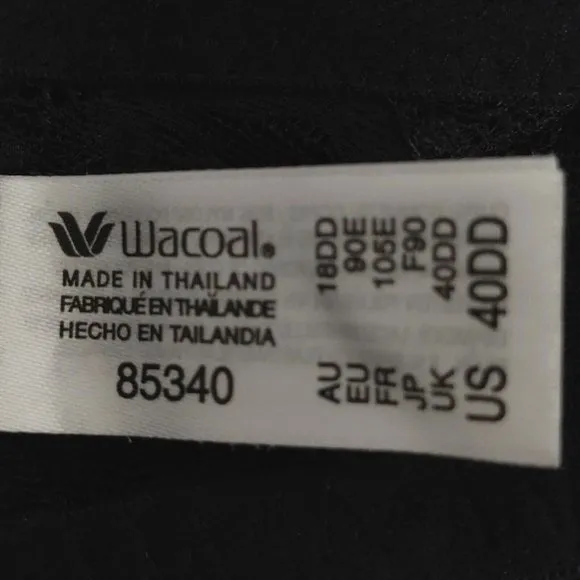 Wacoal®
MADE IN THAILAND
FABRIQUÉ EN THAÏLANDE
HECHO EN TAILANDIA
85340
AU 18DD
EU 90E
FR 105E
JP F90
UK 40DD
US 40DD